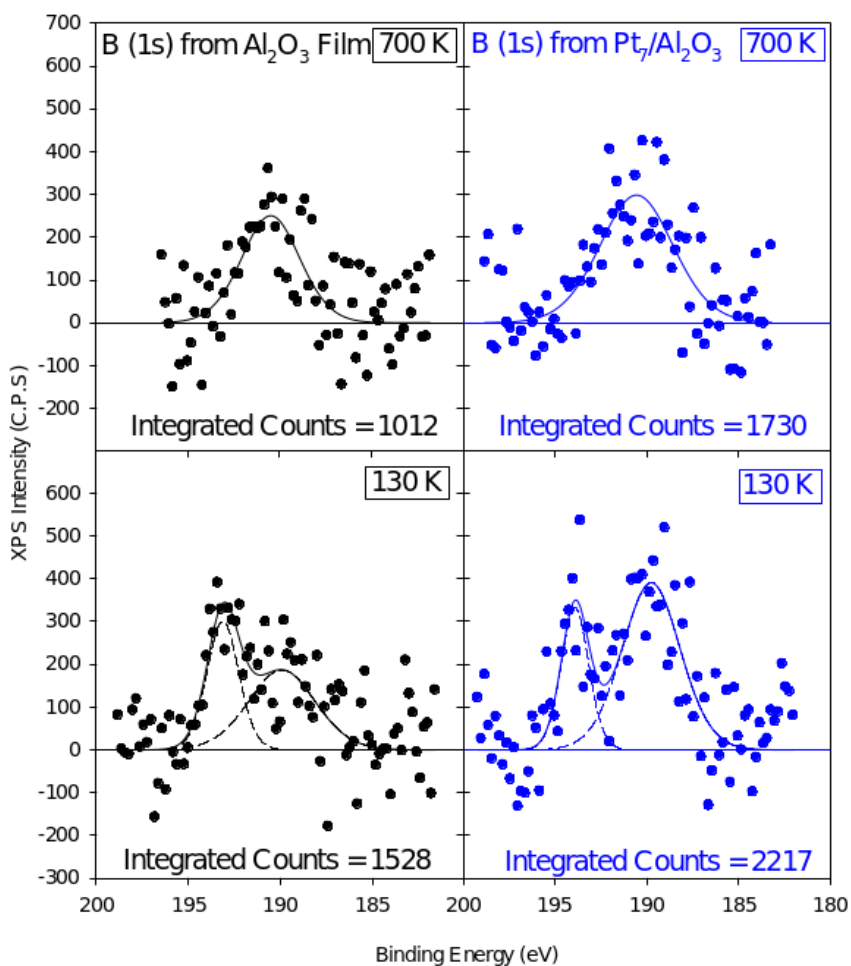 B (1s) from Al₂O₃ Film 700 K
B (1s) from Pt₇/Al₂O₃ 700 K
700
600
500
400
300
200
100
0
-100
-200
Integrated Counts = 1012
Integrated Counts = 1730
130 K
130 K
600
500
400
300
200
100
0
-100
-200
-300
Integrated Counts = 1528
Integrated Counts = 2217
XPS Intensity (C.P.S)
200 195 190 185 200 195 190 185 180
Binding Energy (eV)